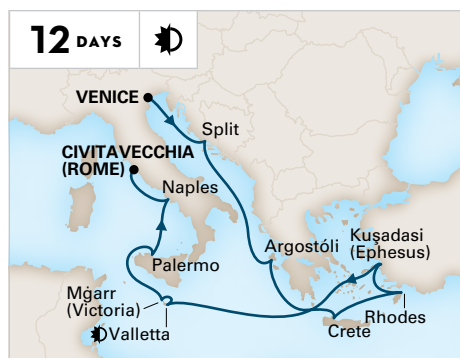 12 DAYS
VENICE
Split
CIVITAVECCHIA
(ROME)
Naples
Kuşadasi
(Ephesus)
Argostóli
Palermo
Mġarr
(Victoria)
Rhodes
Valletta
Crete